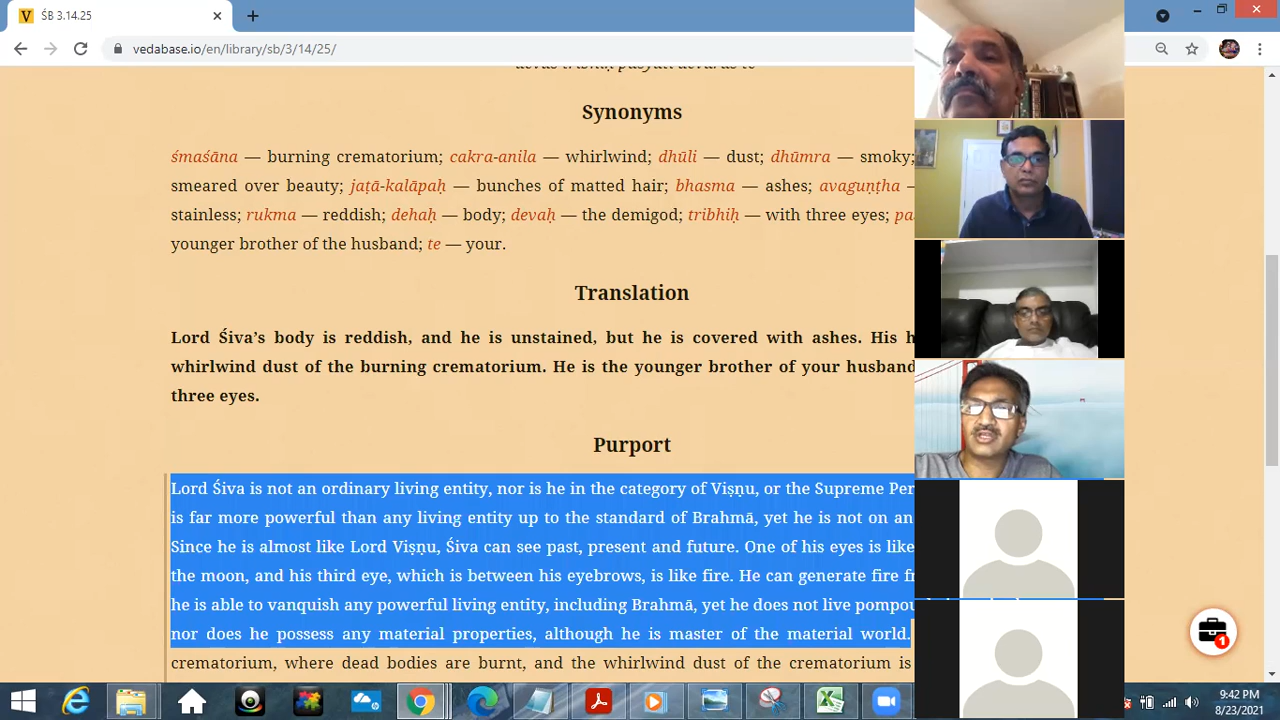 ŚB 3.14.25
vedabase.io/en/library/sb/3/14/25/
Synonyms
śmaśāna — burning crematorium; cakra-anila — whirlwind; dhūli — dust; dhūmra — smoky;
smeared over beauty; jaṭā-kalāpaḥ — bunches of matted hair; bhasma — ashes; avaguṇṭha —
stainless; rukma — reddish; dehaḥ — body; devaḥ — the demigod; tribhiḥ — with three eyes;
younger brother of the husband; te — your.
Translation
Lord Śiva’s body is reddish, and he is unstained, but he is covered with ashes. His
whirlwind dust of the burning crematorium. He is the younger brother of your husband
three eyes.
Purport
Lord Śiva is not an ordinary living entity, nor is he in the category of Viṣṇu, or the Supreme
is far more powerful than any living entity up to the standard of Brahmā, yet he is not on
Since he is almost like Lord Viṣṇu, Śiva can see past, present and future. One of his eyes is like
the moon, and his third eye, which is between his eyebrows, is like fire. He can generate fire
he is able to vanquish any powerful living entity, including Brahmā, yet he does not live
nor does he possess any material properties, although he is master of the material world.
crematorium, where dead bodies are burnt, and the whirlwind dust of the crematorium is
1
9:42 PM
8/23/2021